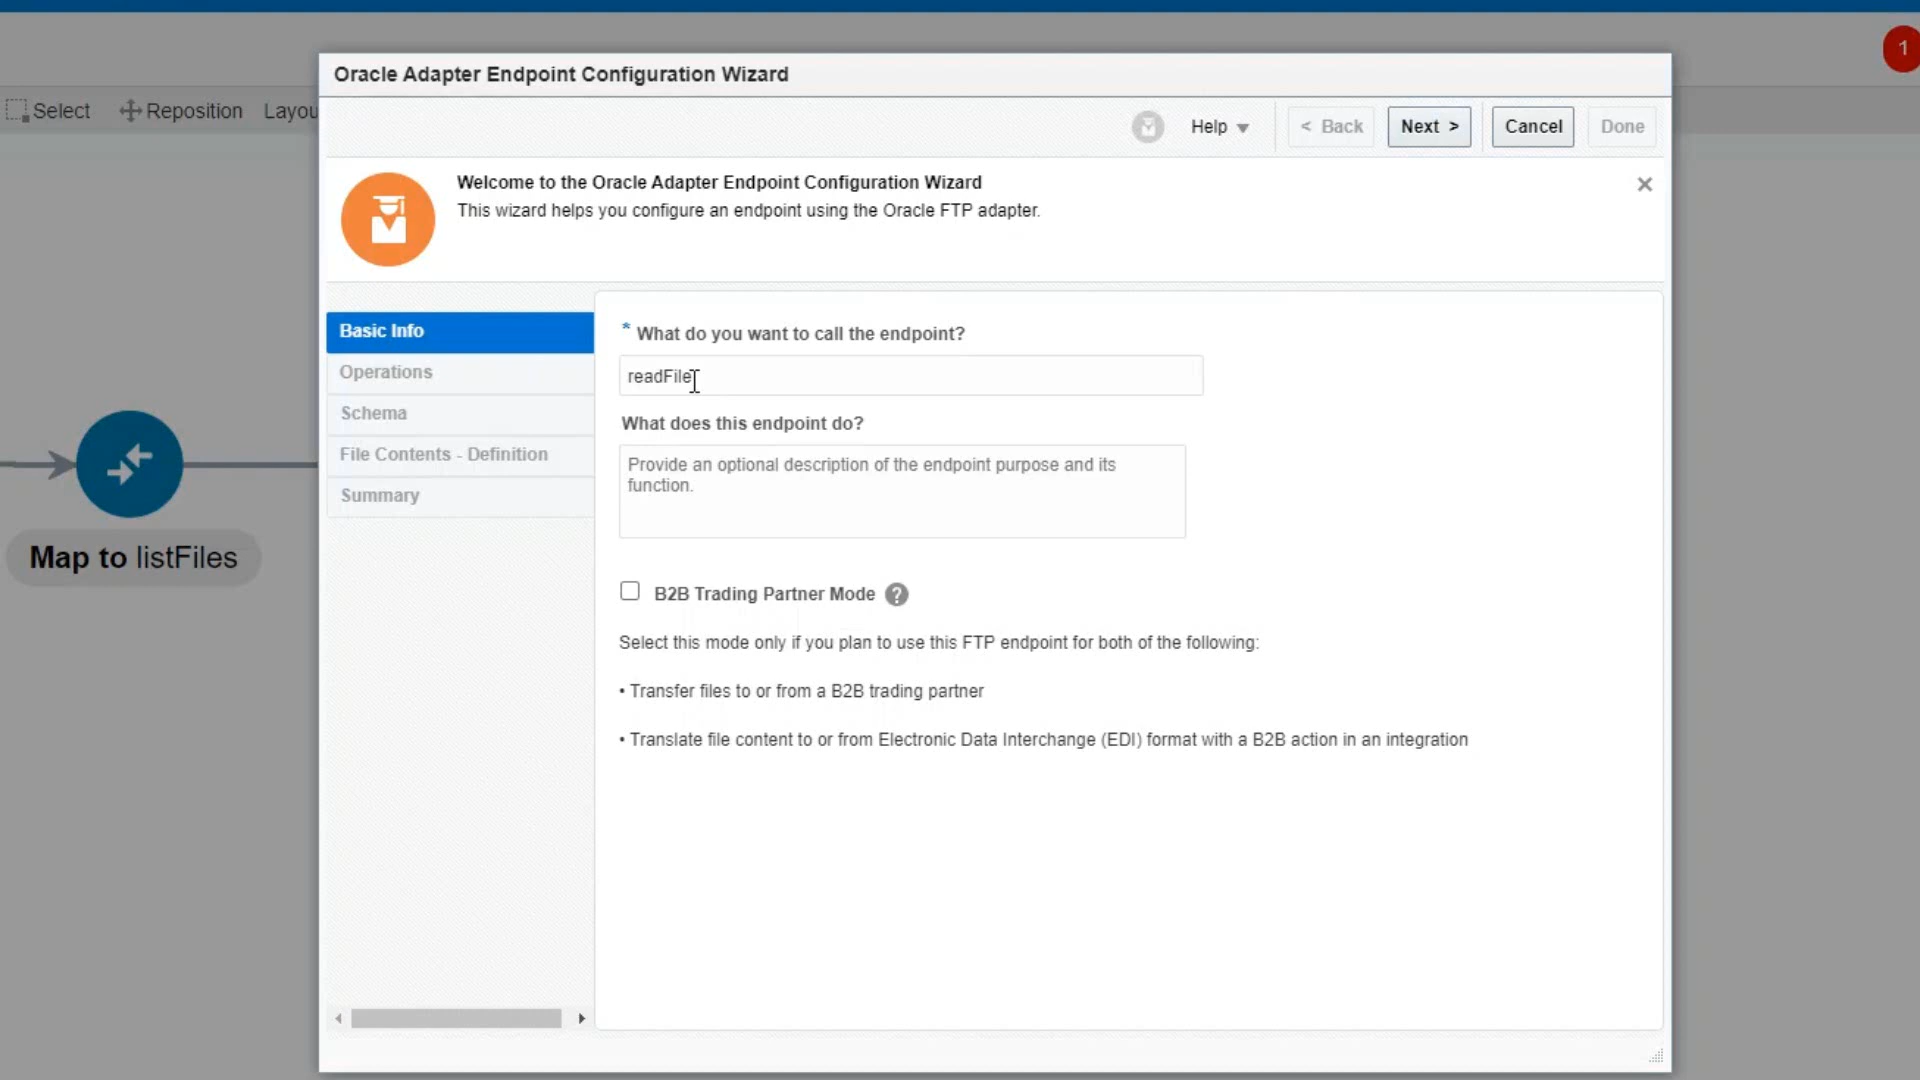 1
Oracle Adapter Endpoint Configuration Wizard
Select Reposition Layou
Help < Back Next > Cancel Done
Welcome to the Oracle Adapter Endpoint Configuration Wizard
This wizard helps you configure an endpoint using the Oracle FTP adapter.
Basic Info
Operations
Schema
File Contents - Definition
Summary
* What do you want to call the endpoint?
readFile
What does this endpoint do?
Provide an optional description of the endpoint purpose and its
function.
B2B Trading Partner Mode ?
Select this mode only if you plan to use this FTP endpoint for both of the following:
• Transfer files to or from a B2B trading partner
• Translate file content to or from Electronic Data Interchange (EDI) format with a B2B action in an integration
Map to listFiles